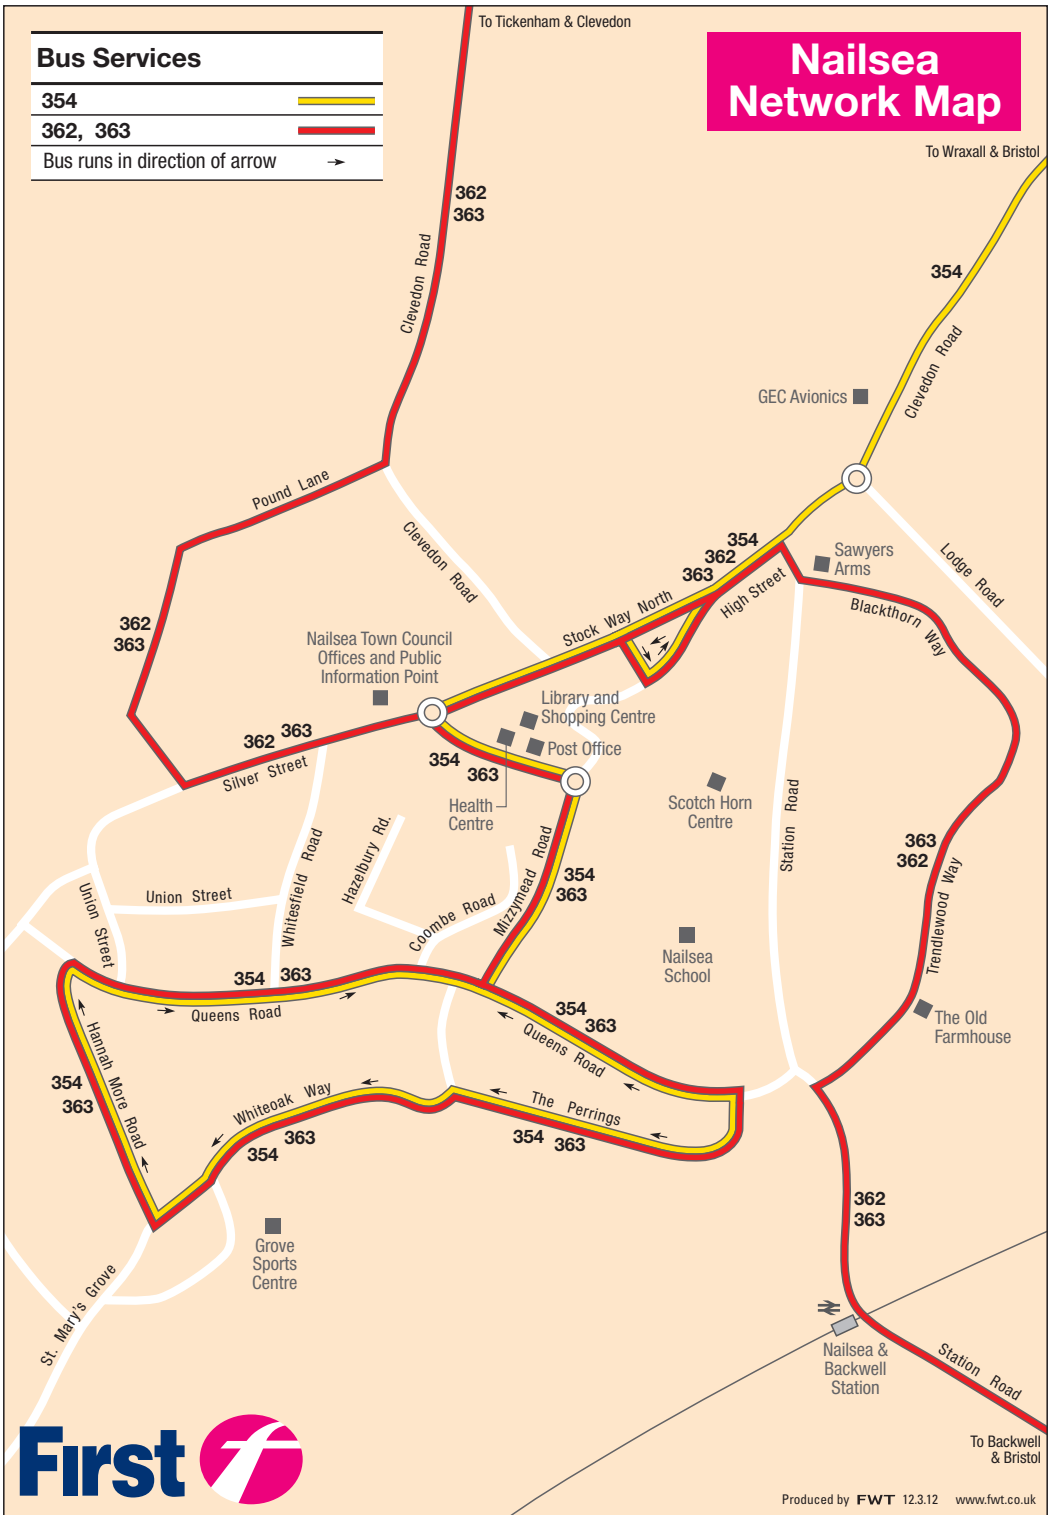 To Tickenham & Clevedon
Bus Services
354
362, 363
Bus runs in direction of arrow
Nailsea
Network Map
To Wraxall & Bristol
362
363
Clevedon Road
354
Clevedon Road
GEC Avionics
Pound Lane
Clevedon Road
354
362
363
Sawyers
Arms
Lodge Road
High Street
Blackthorn Way
Stock Way North
362
363
Nailsea Town Council
Offices and Public
Information Point
Library and
Shopping Centre
Post Office
362 363
Silver Street
354
363
Health
Centre
Scotch Horn
Centre
Station Road
363
362
Trendlewood Way
Hazelbury Rd.
Whitesfield Road
Union Street
Union Street
Coombe Road
Mizzymead Road
354
363
Nailsea
School
354 363
Queens Road
354
363
Queens Road
The Old
Farmhouse
Hannah More Road
354
363
Whiteoak Way
363
354
The Perrings
354 363
362
363
Grove
Sports
Centre
St. Mary's Grove
Nailsea &
Backwell
Station
Station Road
To Backwell
& Bristol
First
Produced by FWT 12.3.12 www.fwt.co.uk